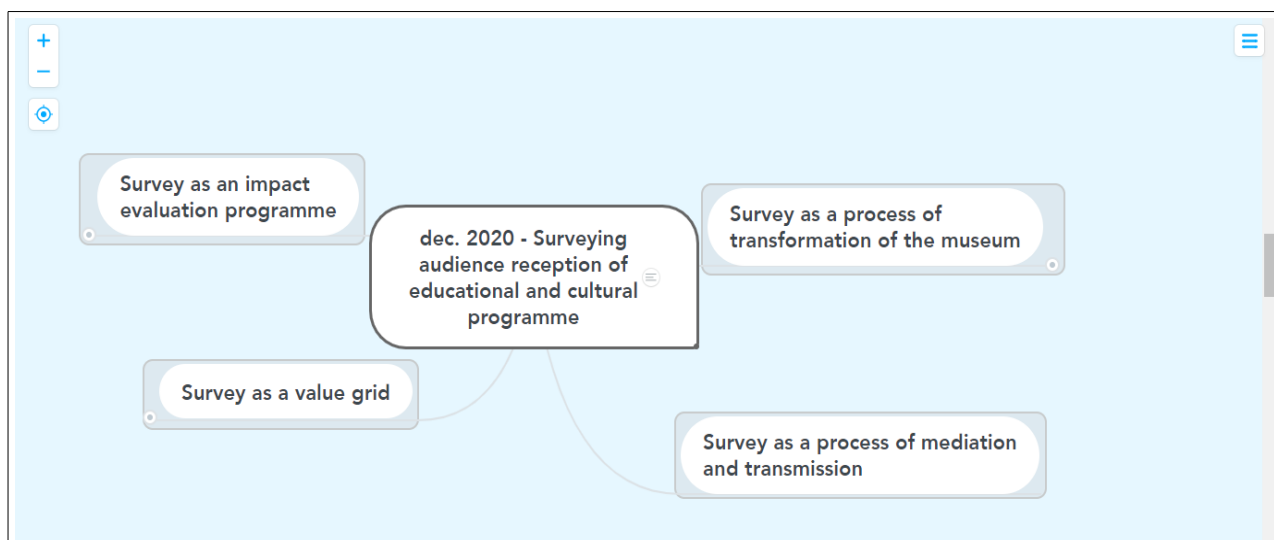 Survey as an impact
evaluation programme
dec. 2020 - Surveying
audience reception of
educational and cultural
programme
Survey as a process of
transformation of the museum
Survey as a value grid
Survey as a process of mediation
and transmission